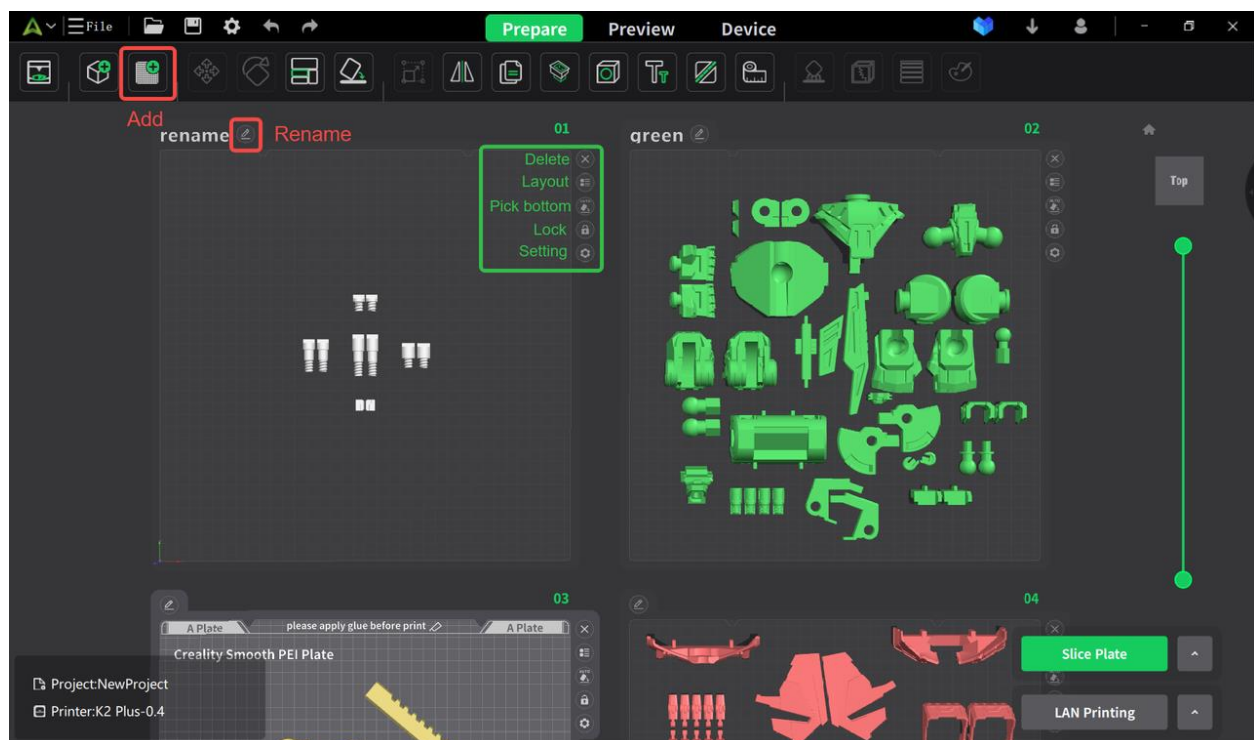 File
Prepare
Preview
Device
Add
rename
Rename
01
green
02
Delete
Layout
Pick bottom
Lock
Setting
Top
03
04
A Plate
please apply glue before print
A Plate
Creality Smooth PEI Plate
Project:NewProject
Printer:K2 Plus-0.4
Slice Plate
LAN Printing